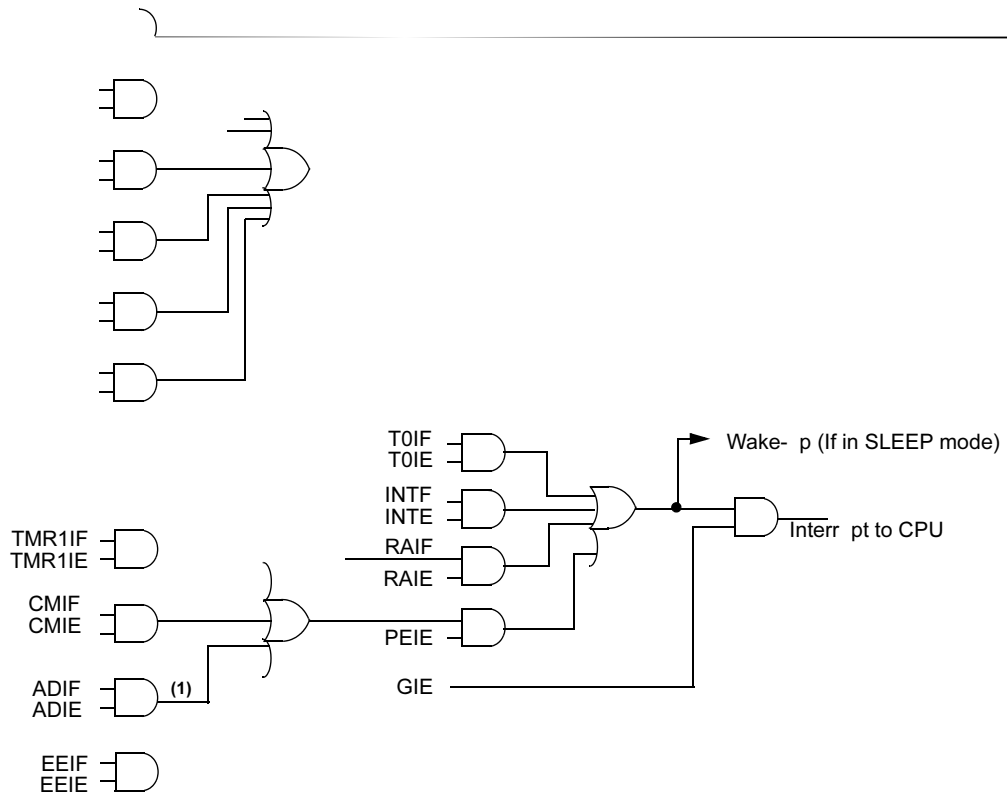 T0IF
T0IE
Wake- p (If in SLEEP mode)
INTF
INTE
TMR1IF
TMR1IE
RAIF
RAIE
Interr pt to CPU
CMIF
CMIE
PEIE
ADIF
ADIE
(1)
GIE
EEIF
EEIE